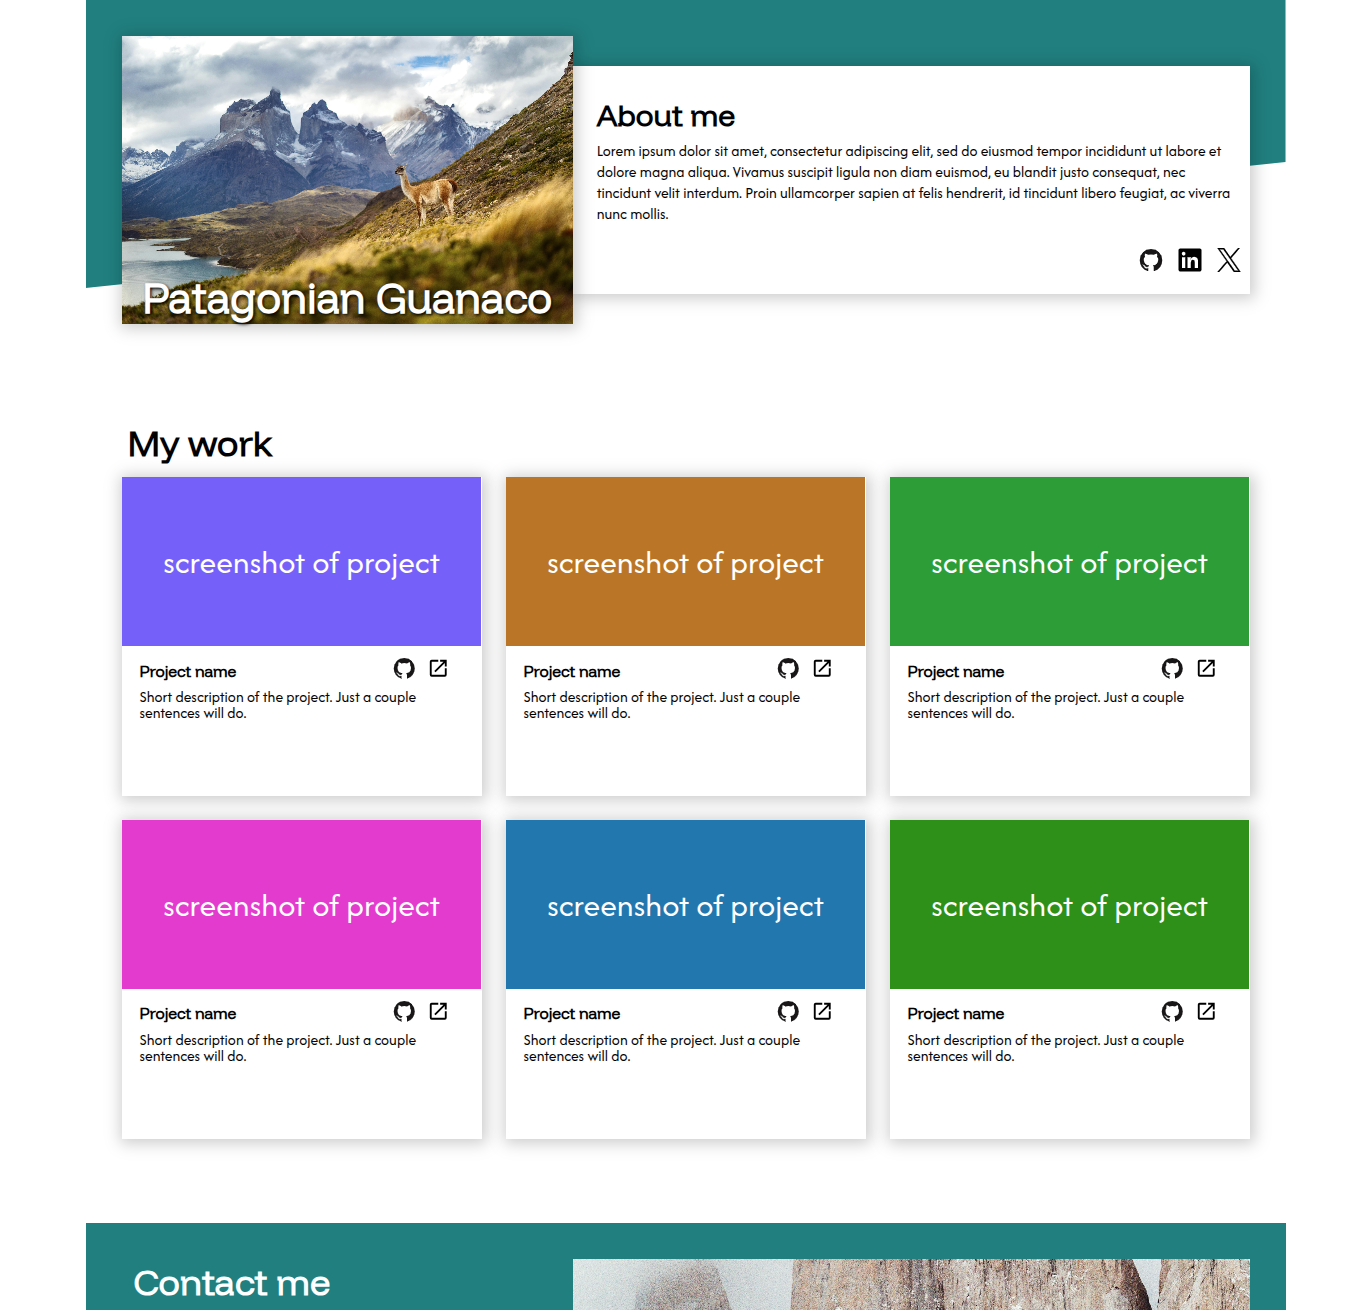 Patagonian Guanaco
About me
Lorem ipsum dolor sit amet, consectetur adipiscing elit, sed do eiusmod tempor incididunt ut labore et
dolore magna aliqua. Vivamus suscipit ligula non diam euismod, eu blandit justo consequat, nec
tincidunt velit interdum. Proin ullamcorper sapien at felis hendrerit, id tincidunt libero feugiat, ac viverra
nunc mollis.
My work
screenshot of project
Project name
Short description of the project. Just a couple
sentences will do.
screenshot of project
Project name
Short description of the project. Just a couple
sentences will do.
screenshot of project
Project name
Short description of the project. Just a couple
sentences will do.
screenshot of project
Project name
Short description of the project. Just a couple
sentences will do.
screenshot of project
Project name
Short description of the project. Just a couple
sentences will do.
screenshot of project
Project name
Short description of the project. Just a couple
sentences will do.
Contact me